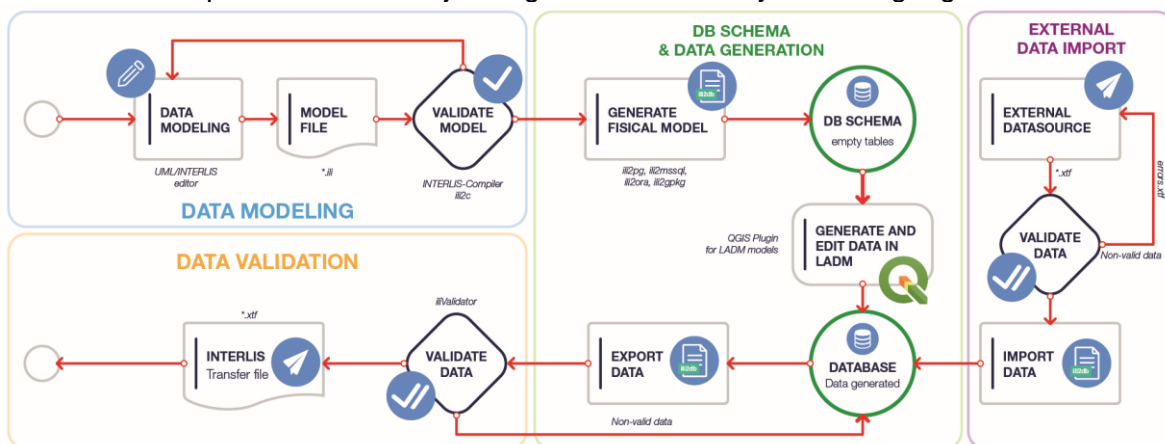 DATA
MODELING
UML/INTERLIS
editor
MODEL
FILE
*.ili
VALIDATE
MODEL
INTERLIS-Compiler
ili2c
DATA MODELING
DB SCHEMA
& DATA GENERATION
GENERATE
FISICAL MODEL
ili2db
ili2pg, ili2mssql,
ili2ora, ili2gpkg
DB SCHEMA
empty tables
QGIS Plugin
for LADM models
GENERATE AND
EDIT DATA IN
LADM
DATABASE
Data generated
EXPORT
DATA
ili2db
EXTERNAL
DATA IMPORT
EXTERNAL
DATASOURCE
*.xtf
errors.xtf
VALIDATE
DATA
Non-valid data
IMPORT
DATA
ili2db
DATA VALIDATION
iliValidator
VALIDATE
DATA
Non-valid data
*.xtf
INTERLIS
Transfer file